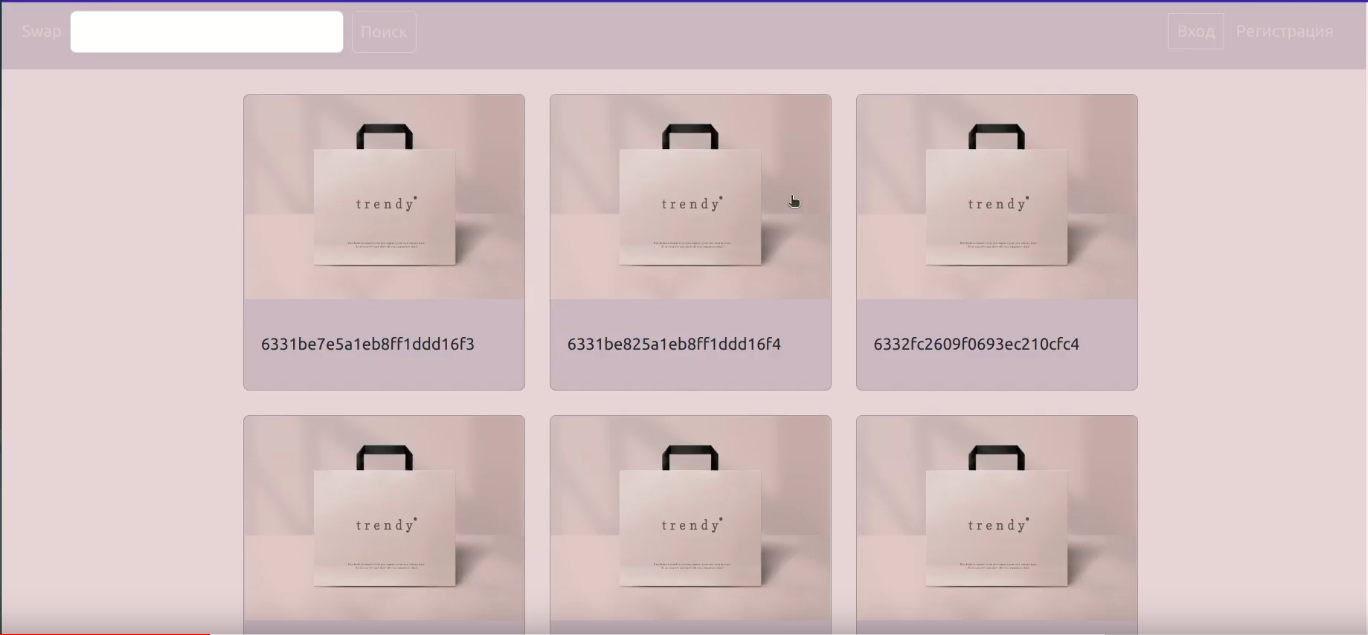 Swap
Поиск
Вход
Регистрация
trendy
trendy
trendy
6331be7e5a1eb8ff1ddd16f3
6331be825a1eb8ff1ddd16f4
6332fc2609f0693ec210cfc4
trendy
trendy
trendy